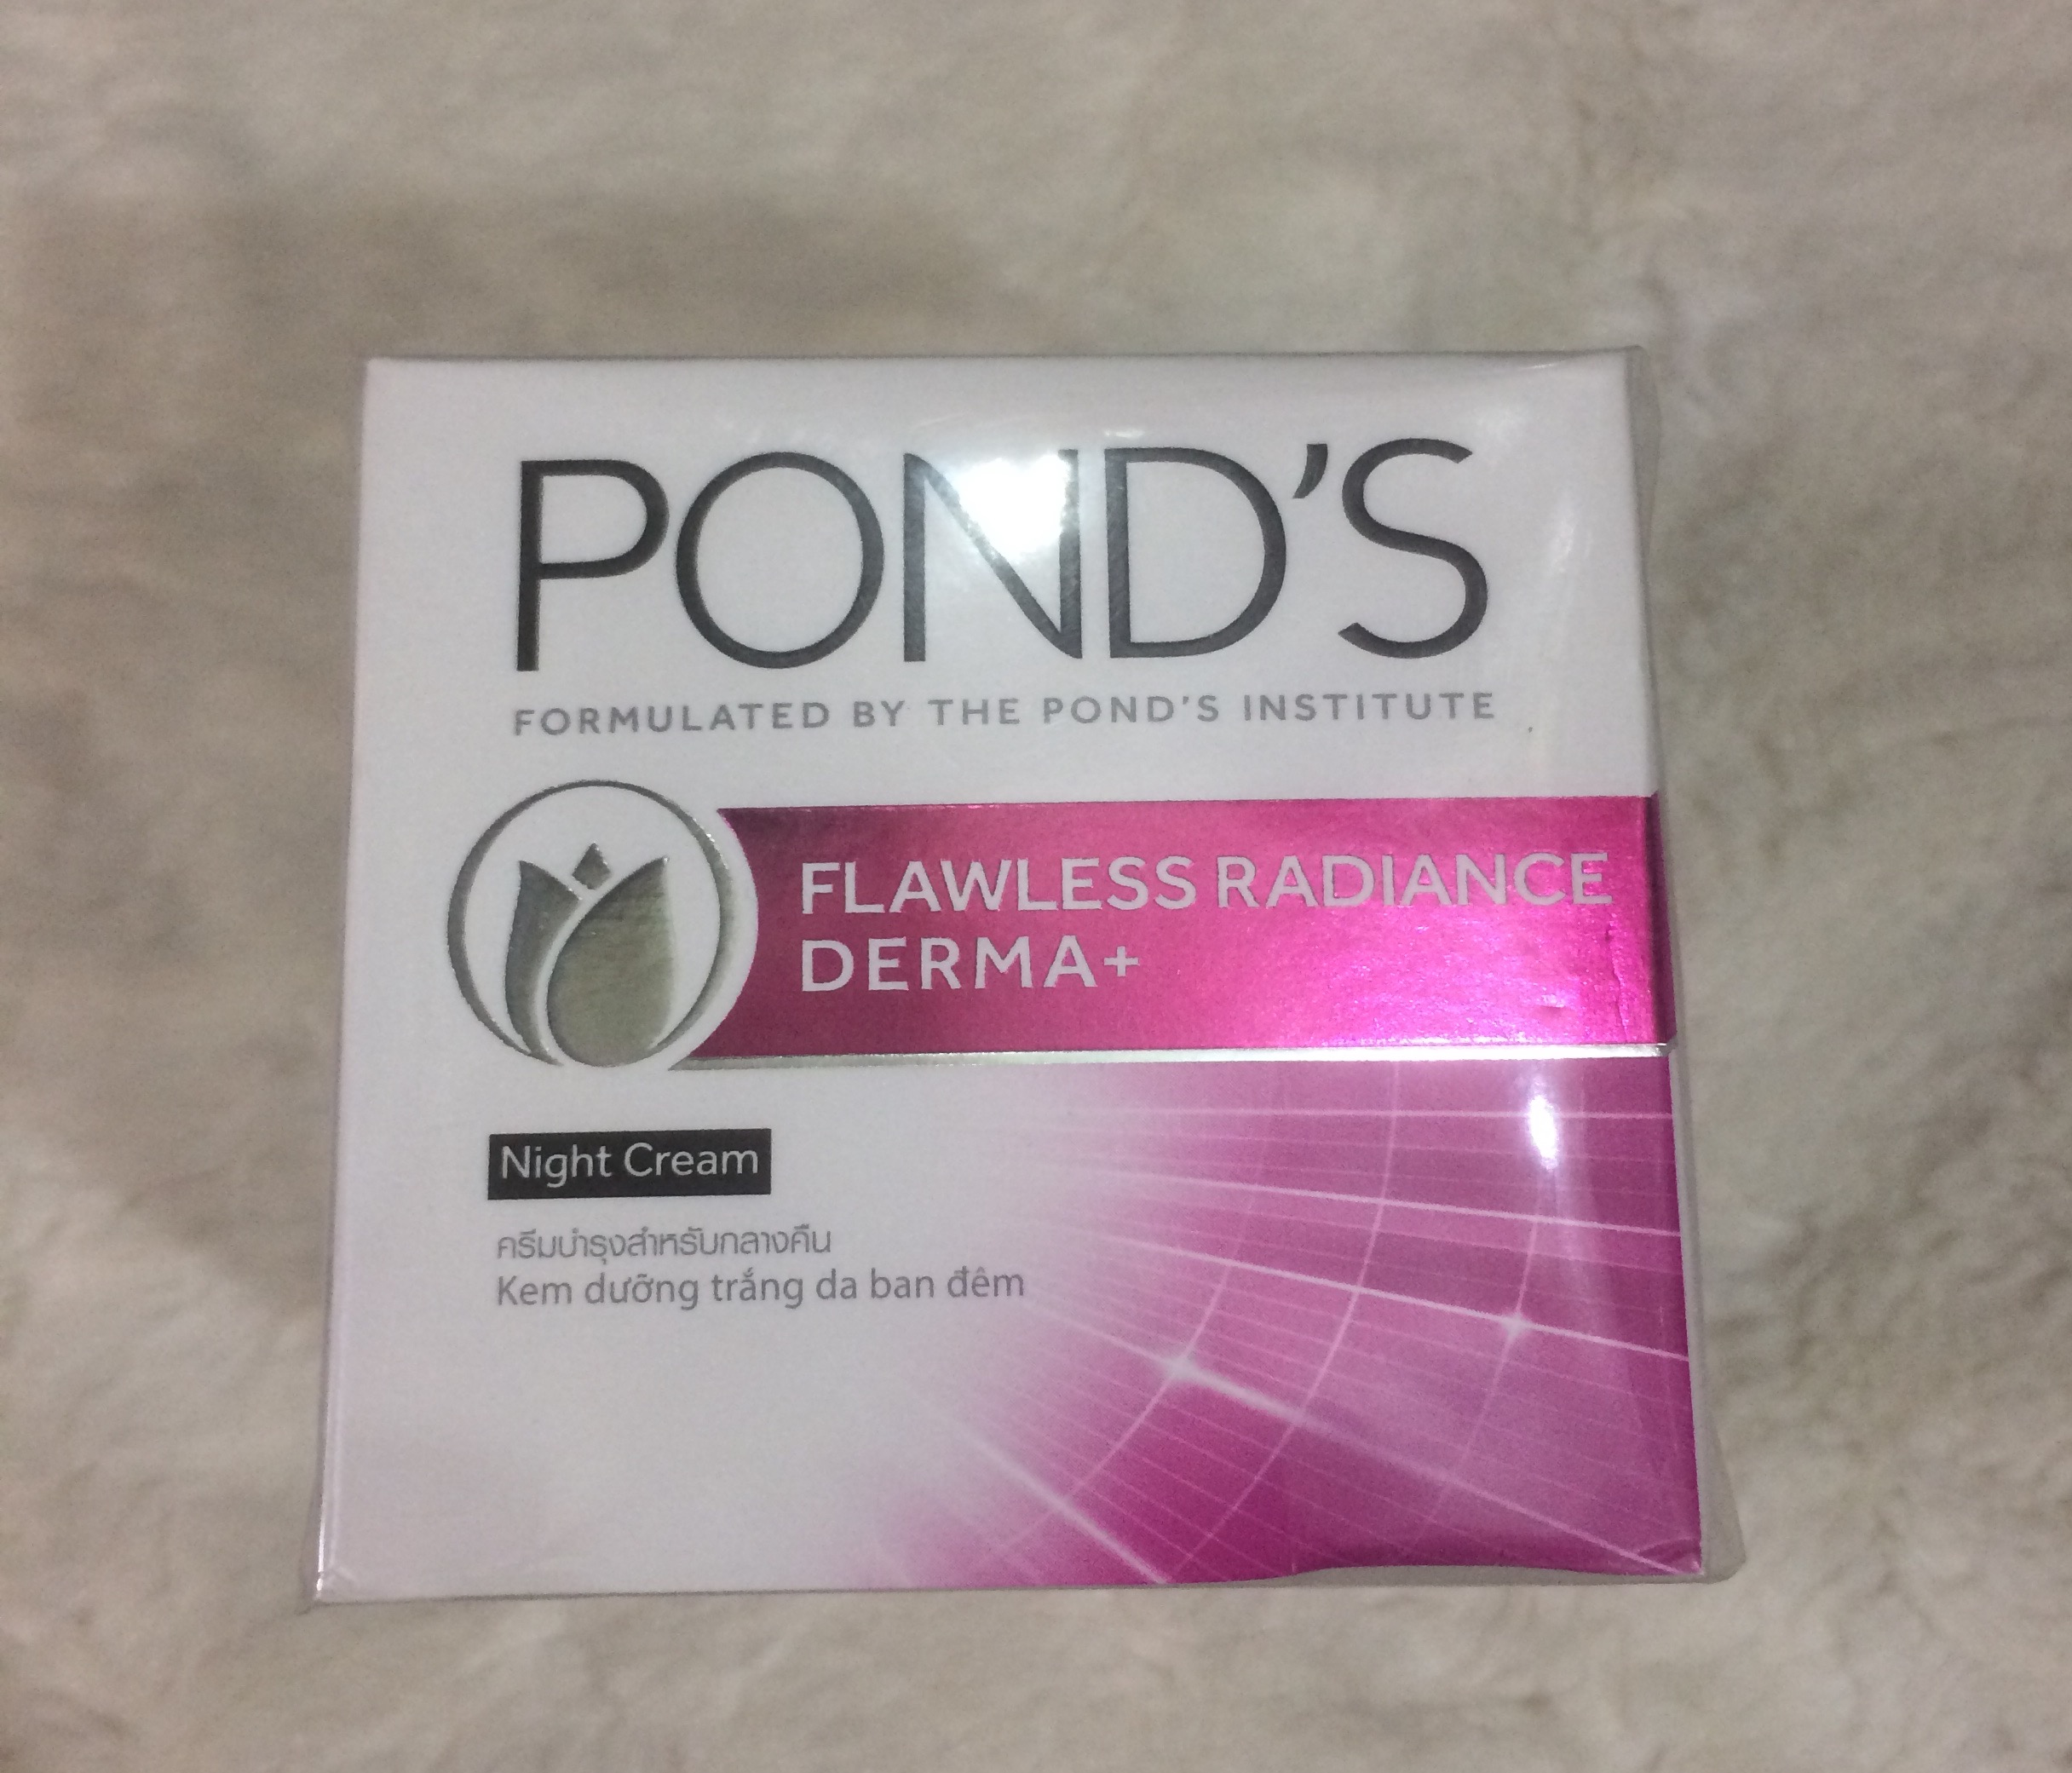 POND'S
FORMULATED BY THE POND'S INSTITUTE
FLAWLESS RADIANCE
DERMA+
Night Cream
ครีมบำรุงสำหรับกลางคืน
Kem dưỡng trắng da ban đêm